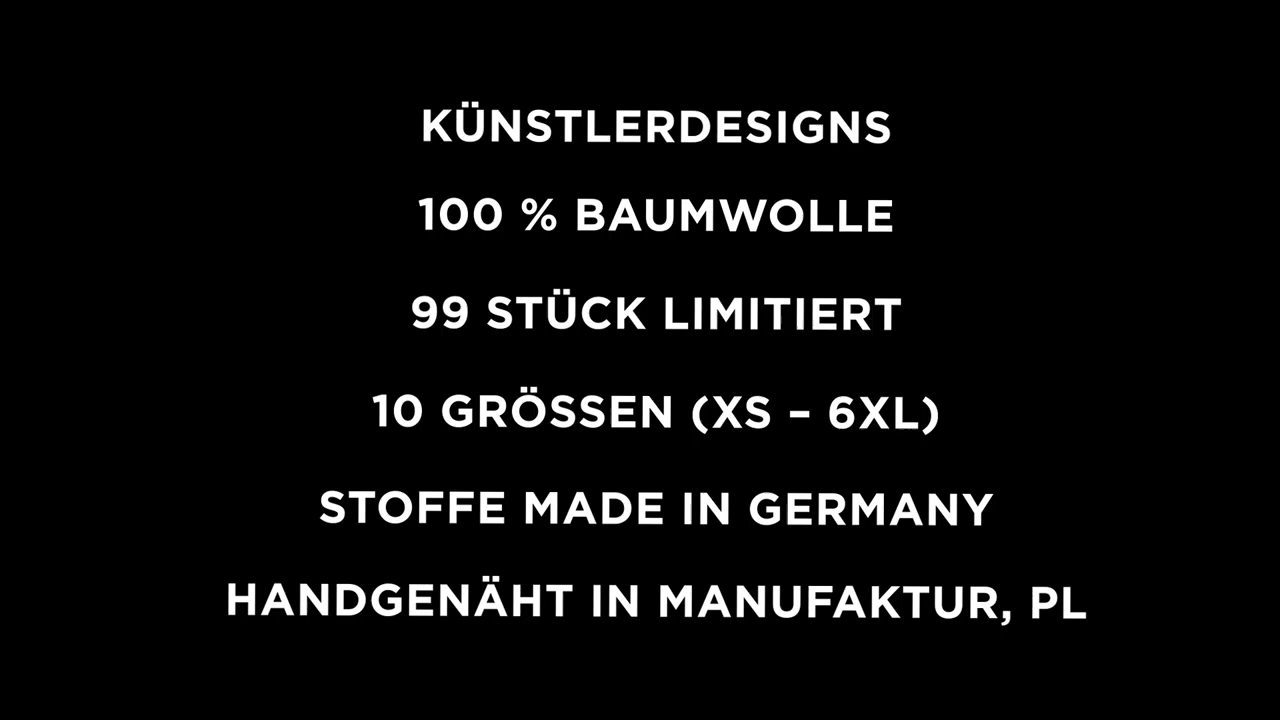 KÜNSTLERDESIGNS
100 % BAUMWOLLE
99 STÜCK LIMITIERT
10 GRÖSSEN (XS – 6XL)
STOFFE MADE IN GERMANY
HANDGENÄHT IN MANUFAKTUR, PL